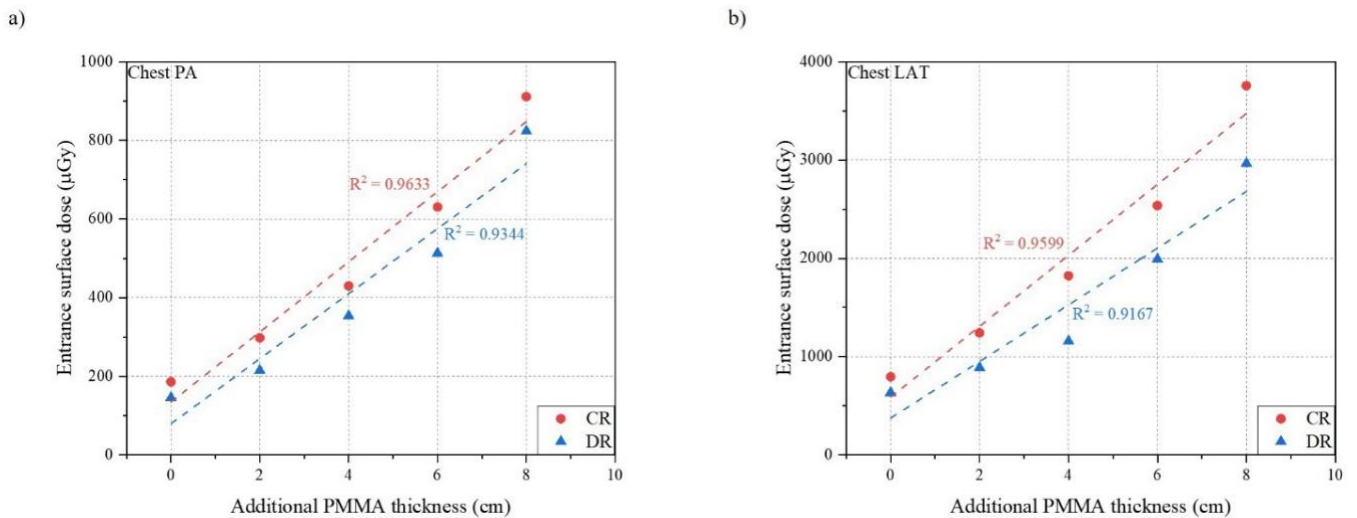 a)
Chest PA
Entrance surface dose (µGy)
1000
800
600
400
200
0
R² = 0.9633
R² = 0.9344
CR
DR
0 2 4 6 8 10
Additional PMMA thickness (cm)
b)
Chest LAT
Entrance surface dose (µGy)
4000
3000
2000
1000
0
R² = 0.9599
R² = 0.9167
CR
DR
0 2 4 6 8 10
Additional PMMA thickness (cm)